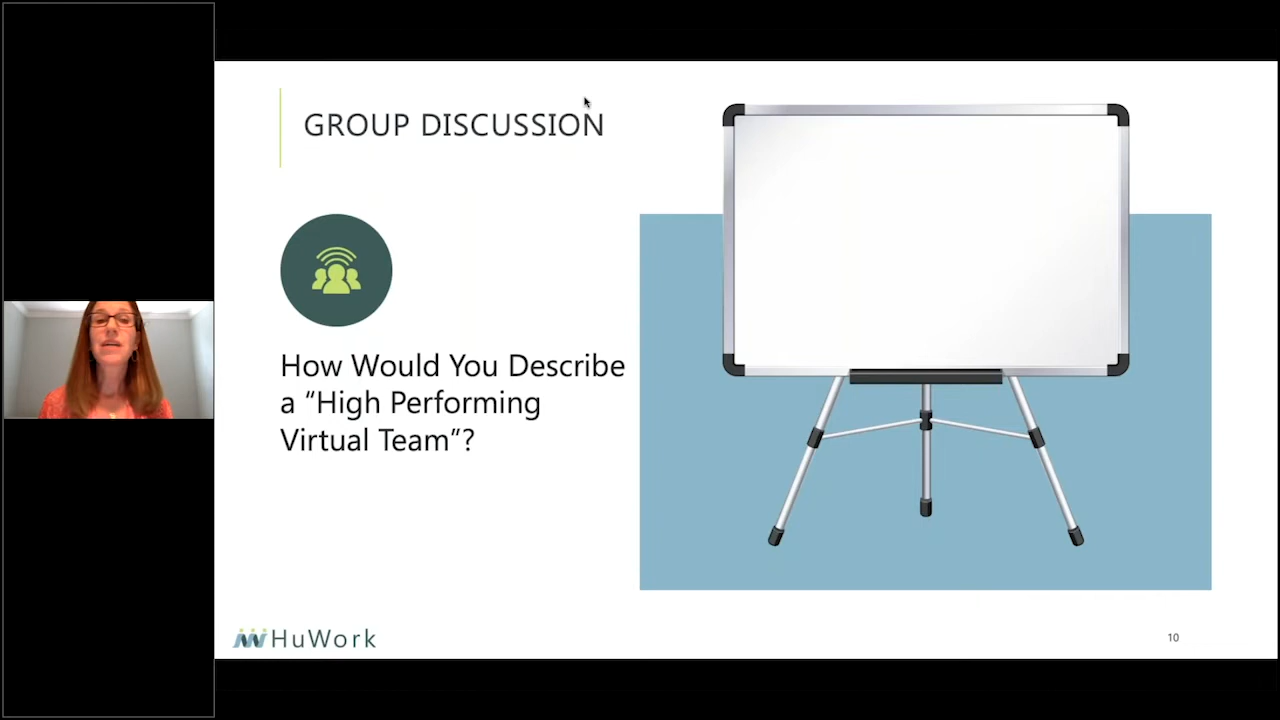 GROUP DISCUSSION
How Would You Describe
a “High Performing
Virtual Team”?
HuWork
10